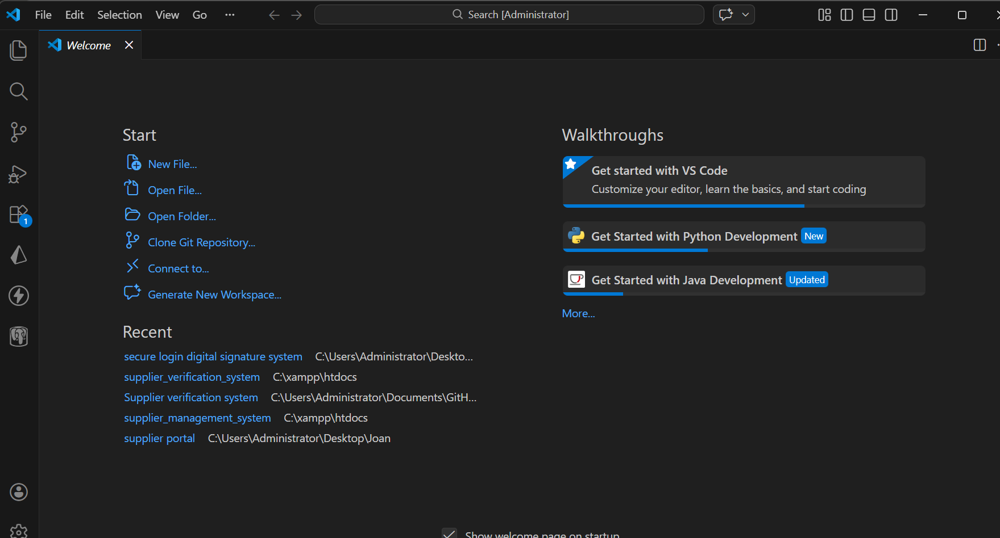 File Edit Selection View Go ··· Search [Administrator]
Welcome
Start
New File...
Open File...
Open Folder...
Clone Git Repository...
Connect to...
Generate New Workspace...
Recent
secure login digital signature system C:\Users\Administrator\Deskto...
supplier_verification_system C:\xampp\htdocs
Supplier verification system C:\Users\Administrator\Documents\GitH...
supplier_management_system C:\xampp\htdocs
supplier portal C:\Users\Administrator\Desktop\Joan
Walkthroughs
Get started with VS Code
Customize your editor, learn the basics, and start coding
Get Started with Python Development New
Get Started with Java Development Updated
More...
1
Show welcome page on startup